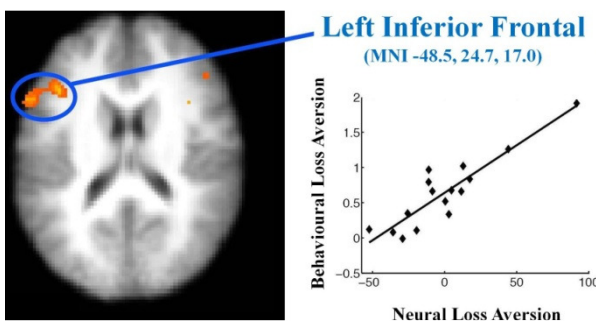 Left Inferior Frontal
(MNI -48.5, 24.7, 17.0)
Behavioural Loss Aversion
2
1.5
1
0.5
0
-0.5
-50
0
50
100
Neural Loss Aversion